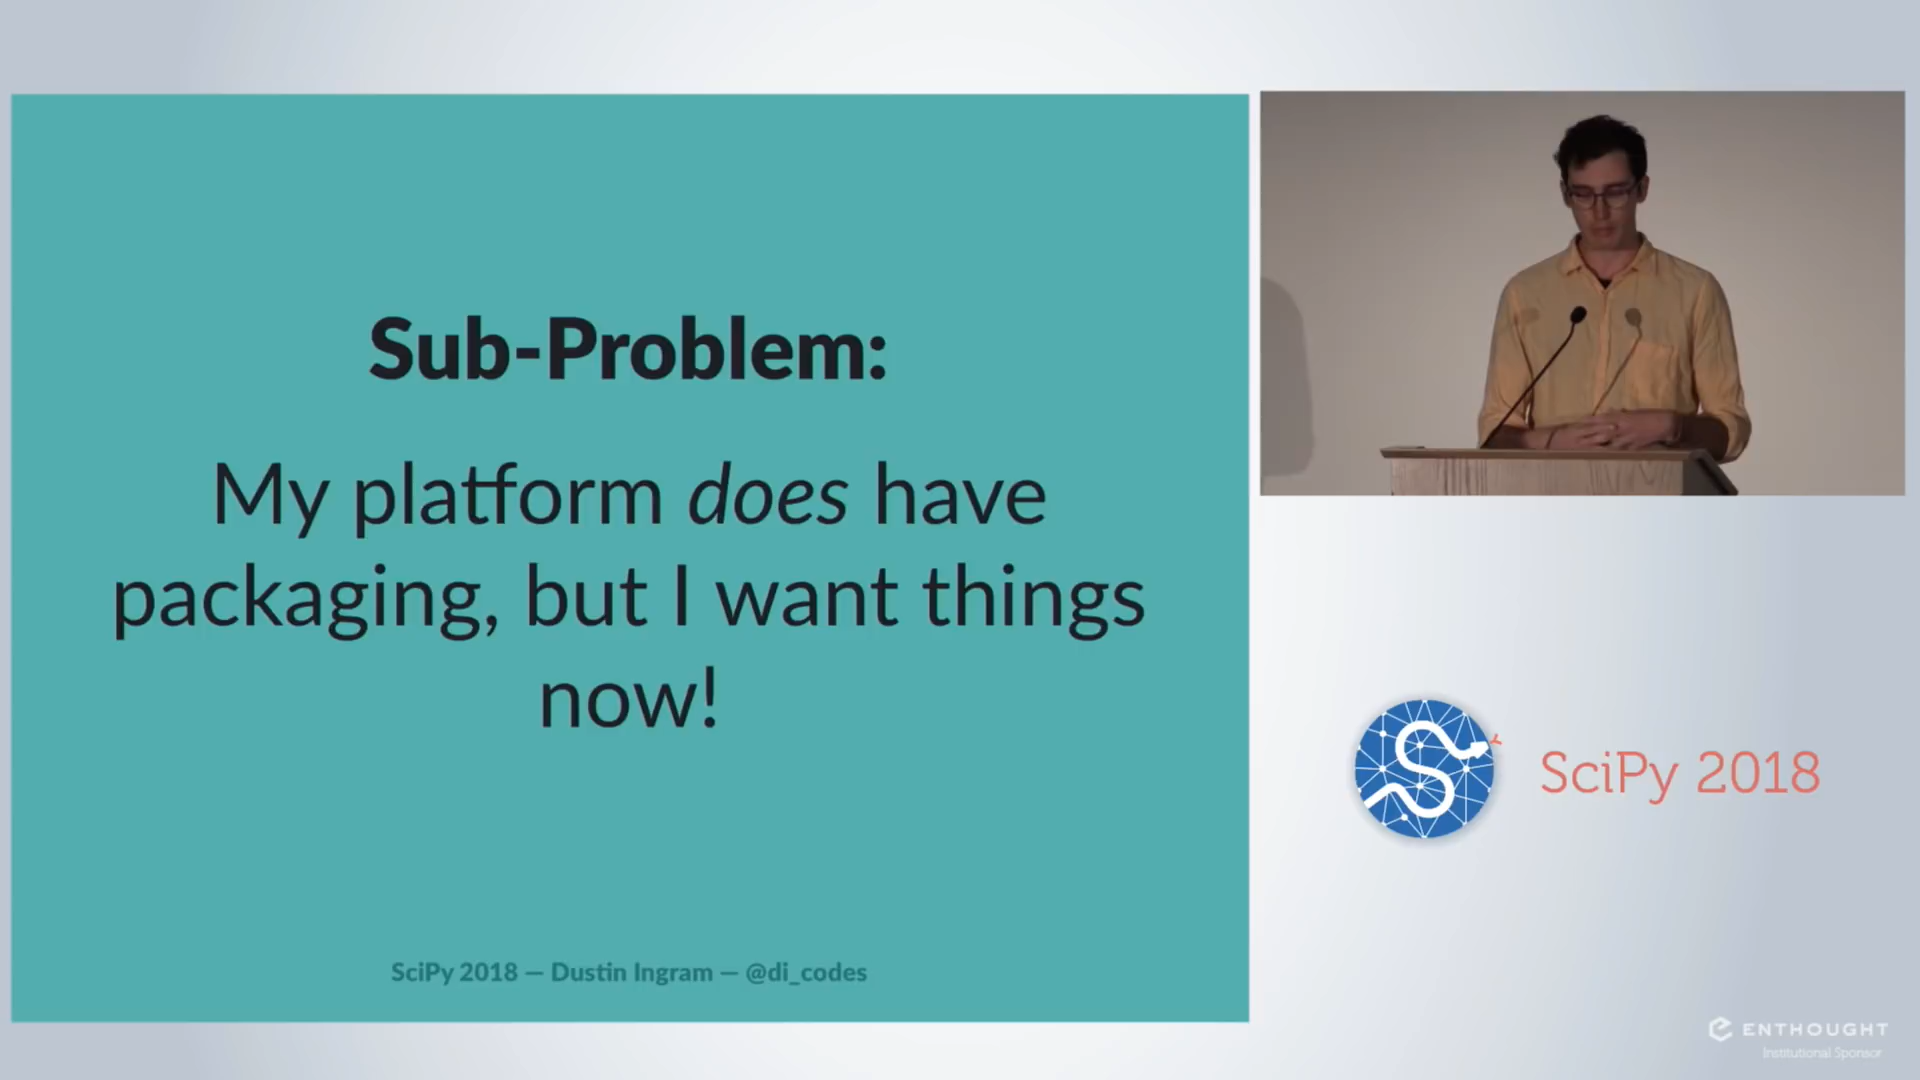 Sub-Problem:
My platform does have
packaging, but I want things
now!
SciPy 2018 — Dustin Ingram — @di_codes
SciPy 2018
ENTHOUGHT
Institutional Sponsor